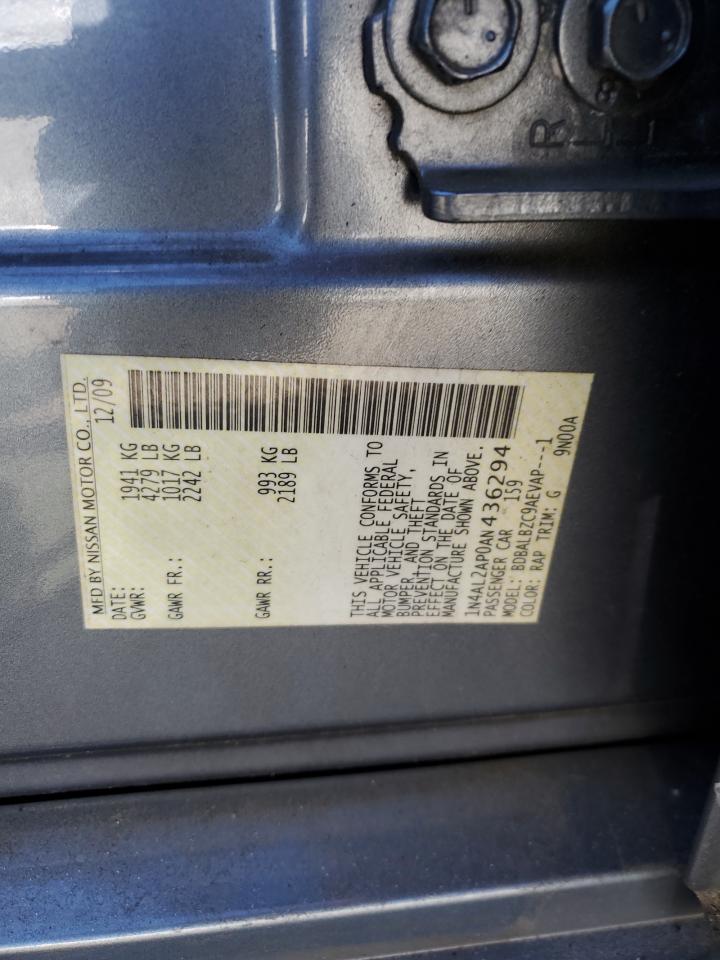 MFD BY NISSAN MOTOR CO., LTD.
DATE: 12/09
GVWR: 1941 KG
4279 LB
GAWR FR.: 1017 KG
2242 LB
GAWR RR.: 993 KG
2189 LB
THIS VEHICLE CONFORMS TO
ALL APPLICABLE FEDERAL
MOTOR VEHICLE SAFETY,
BUMPER, AND THEFT
PREVENTION STANDARDS IN
EFFECT ON THE DATE OF
MANUFACTURE SHOWN ABOVE.
1N4AL2AP0AN436294
PASSENGER CAR 159
MODEL: BDBALBZC9AEVAP---1
COLOR: RAP TRIM: G 9N00A
R
L